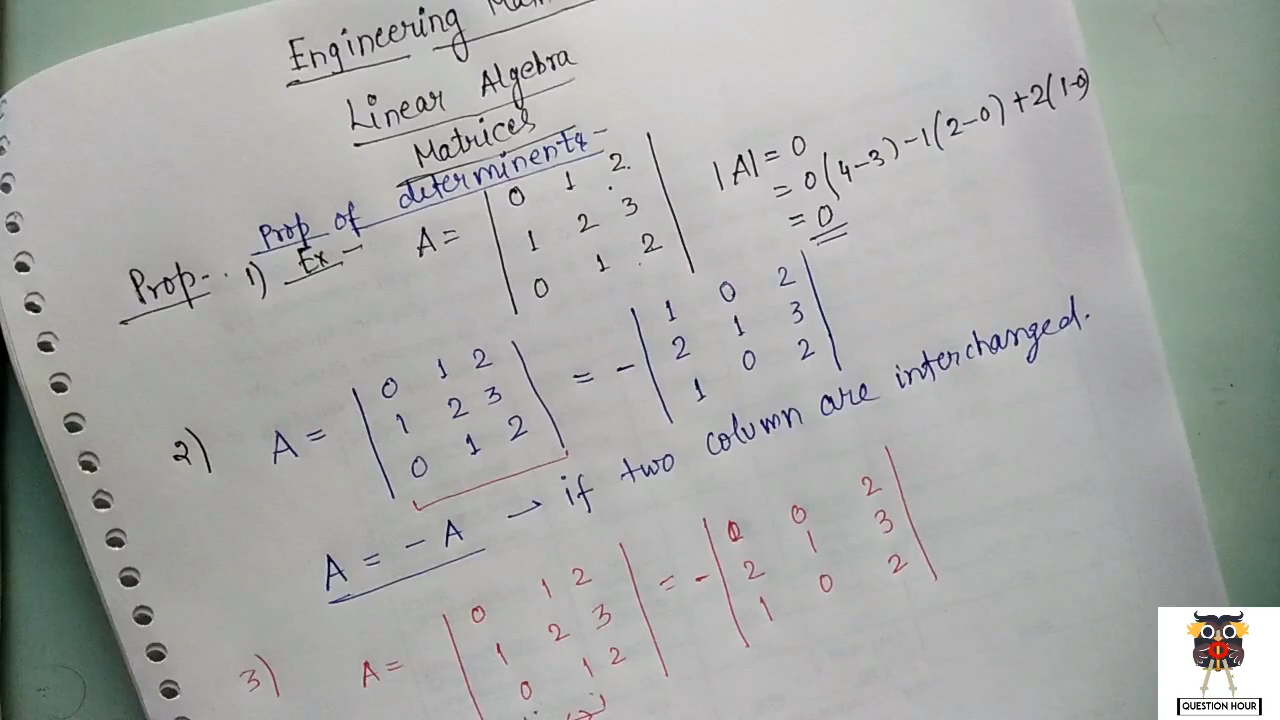 Engineering
Linear Algebra
Matrices
Prop of determinents-
Prop- . 1) Ex - A = | 0 1 2 |
| 1 2 3 |
| 0 1 2 |
|A| = 0
= 0(4-3) -1(2-0) +2(1-0)
= 0
2) A = | 0 1 2 | = - | 1 0 2 |
| 1 2 3 | | 2 1 3 |
| 0 1 2 | | 1 0 2 |
A = - A → if two column are interchanged.
3) A = | 0 1 2 | = - | 0 0 2 |
| 1 2 3 | | 2 1 3 |
| 0 1 2 | | 1 0 2 |
QUESTION HOUR